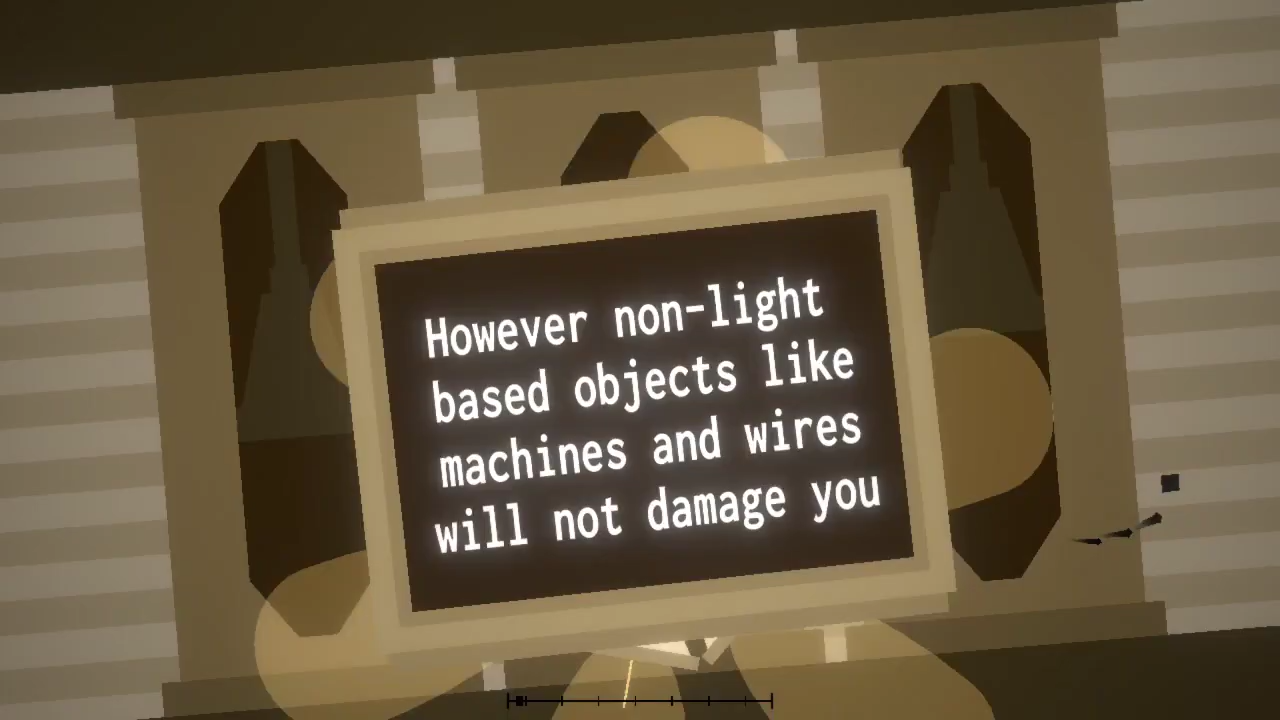 However non-light
based objects like
machines and wires
will not damage you